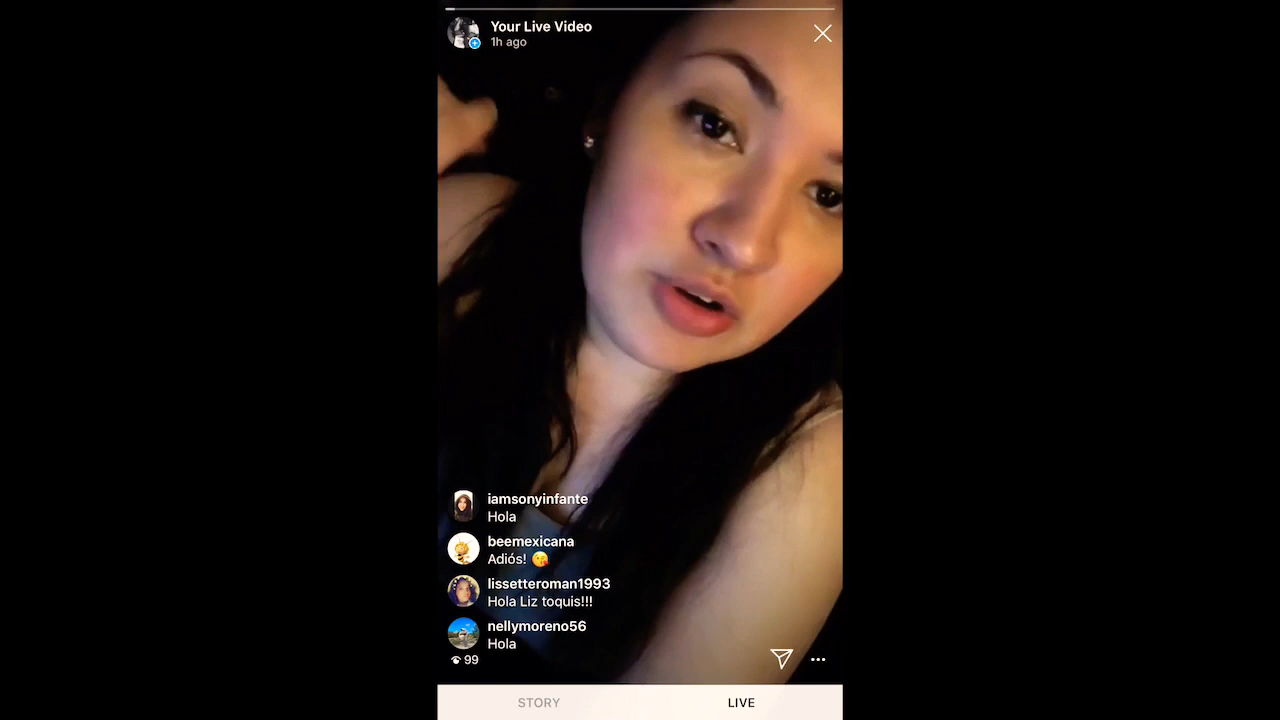 Your Live Video
1h ago
iamsonyinfante
Hola
beemexicana
Adiós! 😘
lissetteroman1993
Hola Liz toquis!!!
nellymoreno56
Hola
99
STORY
LIVE